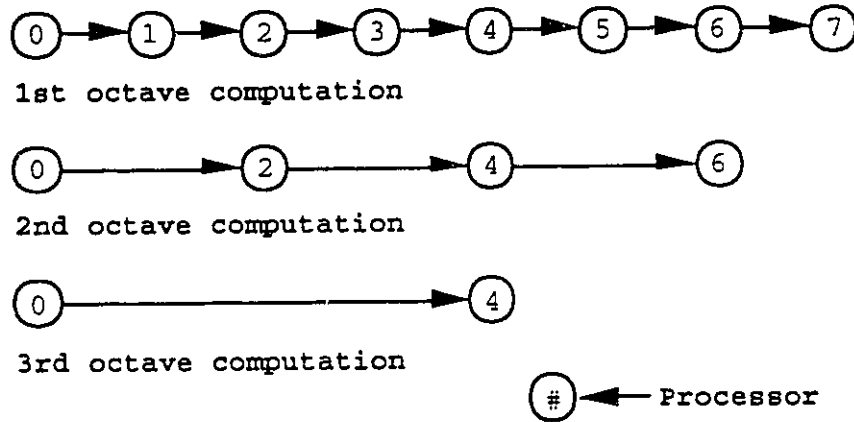 0 1 2 3 4 5 6 7
1st octave computation
0 2 4 6
2nd octave computation
0 4
3rd octave computation
# Processor